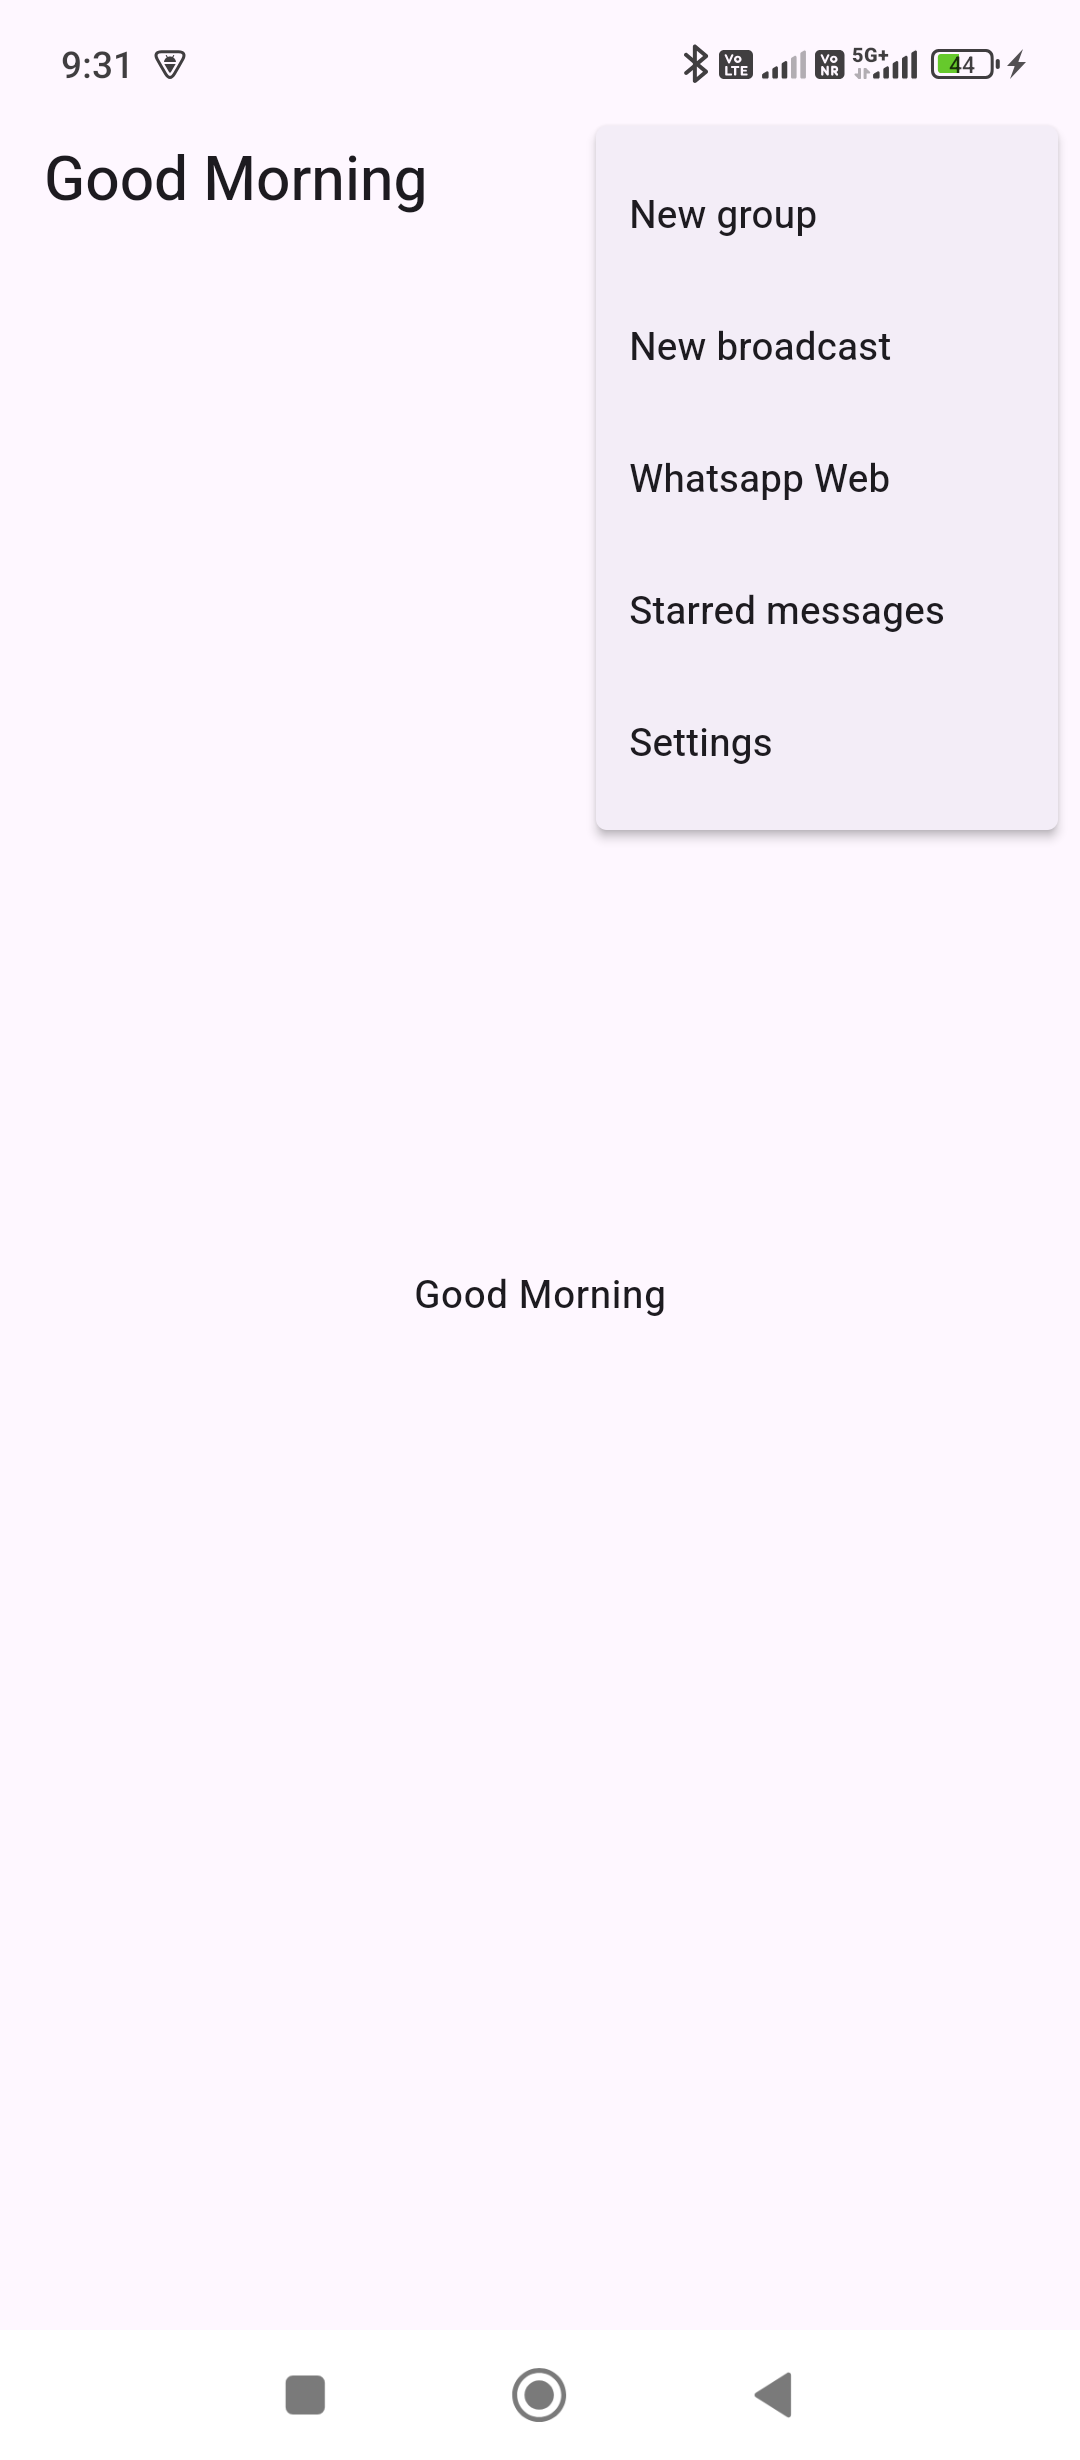 9:31
Vo LTE
Vo NR
5G+
44
Good Morning
New group
New broadcast
Whatsapp Web
Starred messages
Settings
Good Morning